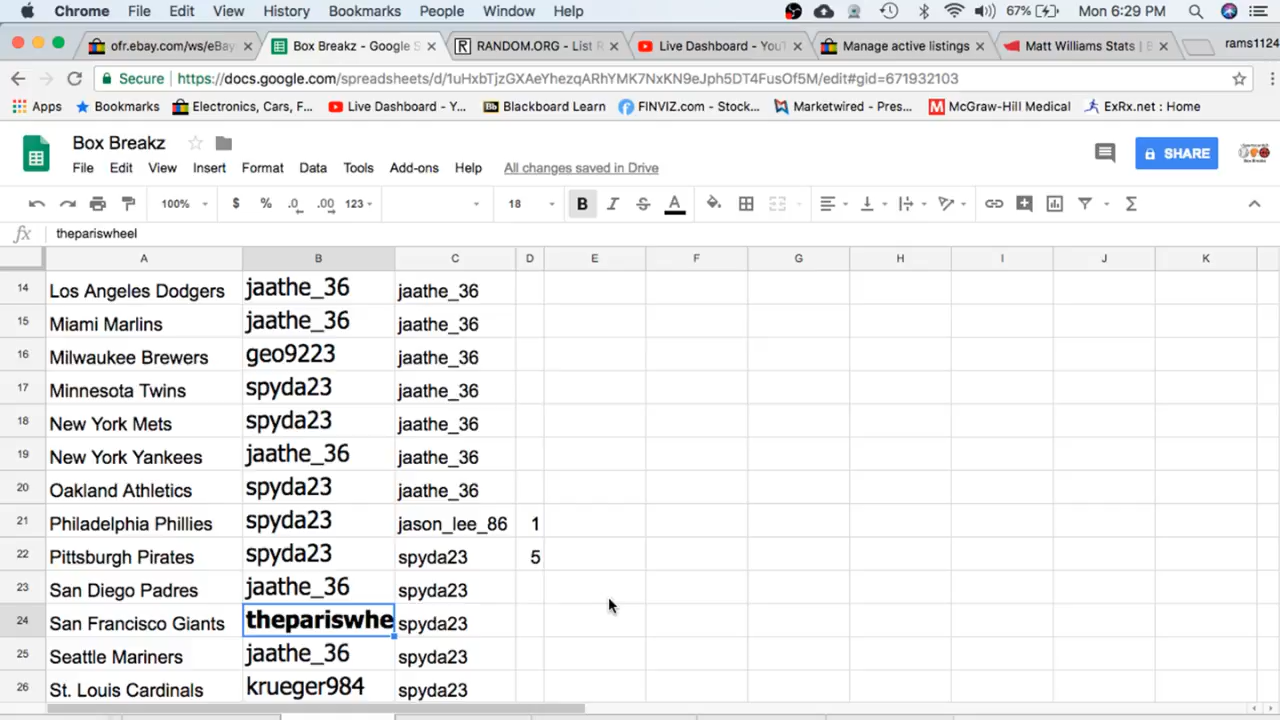 Chrome File Edit View History Bookmarks People Window Help 67% Mon 6:29 PM
ofr.ebay.com/ws/eBay Box Breakz - Google S RANDOM.ORG - List R Live Dashboard - You Manage active listings Matt Williams Stats | B rams1124
Secure https://docs.google.com/spreadsheets/d/1uHxbTjzGXAeYhezqARhYMK7NxKN9eJph5DT4FusOf5M/edit#gid=671932103
Apps Bookmarks Electronics, Cars, F... Live Dashboard - Y... Bb Blackboard Learn FINVIZ.com - Stock... Marketwired - Pres... M McGraw-Hill Medical ExRx.net : Home
Box Breakz
File Edit View Insert Format Data Tools Add-ons Help All changes saved in Drive SHARE
100% $ % .0 .00 123 18 B I S A
fx thepariswheel
A B C D E F G H I J K
14 Los Angeles Dodgers jaathe_36 jaathe_36
15 Miami Marlins jaathe_36 jaathe_36
16 Milwaukee Brewers geo9223 jaathe_36
17 Minnesota Twins spyda23 jaathe_36
18 New York Mets spyda23 jaathe_36
19 New York Yankees jaathe_36 jaathe_36
20 Oakland Athletics spyda23 jaathe_36
21 Philadelphia Phillies spyda23 jason_lee_86 1
22 Pittsburgh Pirates spyda23 spyda23 5
23 San Diego Padres jaathe_36 spyda23
24 San Francisco Giants thepariswhe spyda23
25 Seattle Mariners jaathe_36 spyda23
26 St. Louis Cardinals krueger984 spyda23